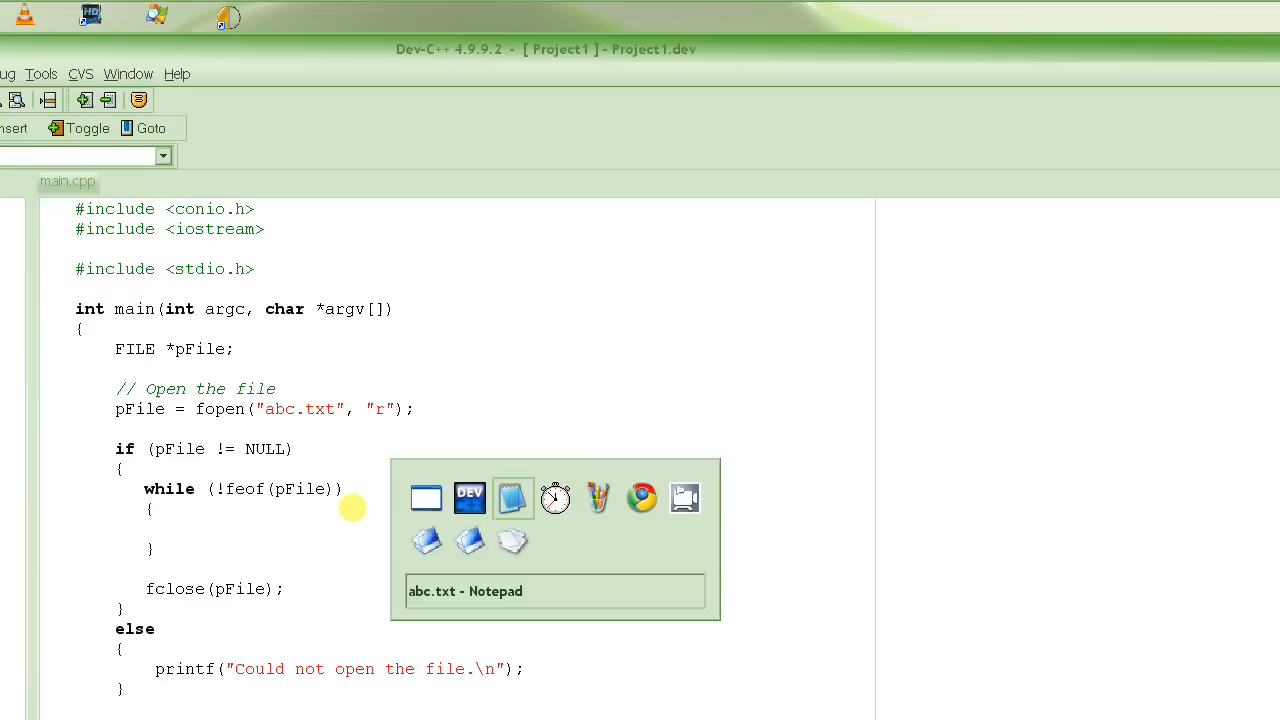 HD
Dev-C++ 4.9.9.2 - [ Project1 ] - Project1.dev
ug Tools CVS Window Help
nsert Toggle Goto
main.cpp
#include <conio.h>
#include <iostream>
#include <stdio.h>
int main(int argc, char *argv[])
{
FILE *pFile;
// Open the file
pFile = fopen("abc.txt", "r");
if (pFile != NULL)
{
while (!feof(pFile))
{
DEV
}
abc.txt - Notepad
fclose(pFile);
}
else
{
printf("Could not open the file.\n");
}